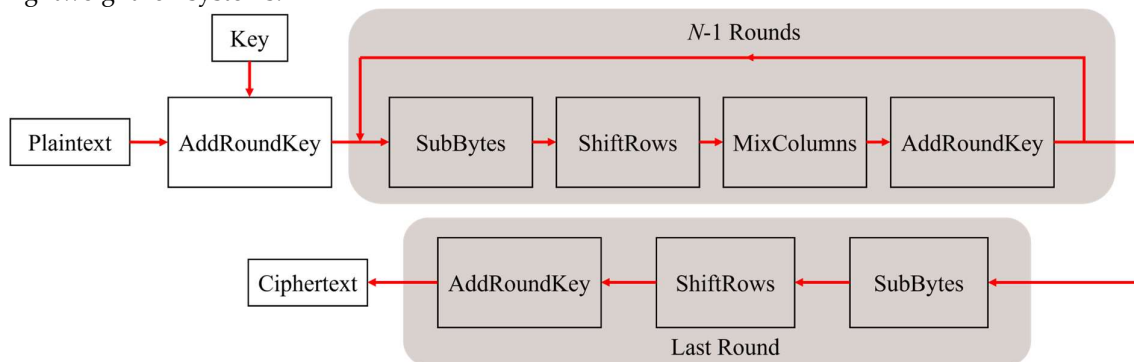 Key
N-1 Rounds
Plaintext
AddRoundKey
SubBytes
ShiftRows
MixColumns
AddRoundKey
Ciphertext
AddRoundKey
ShiftRows
SubBytes
Last Round